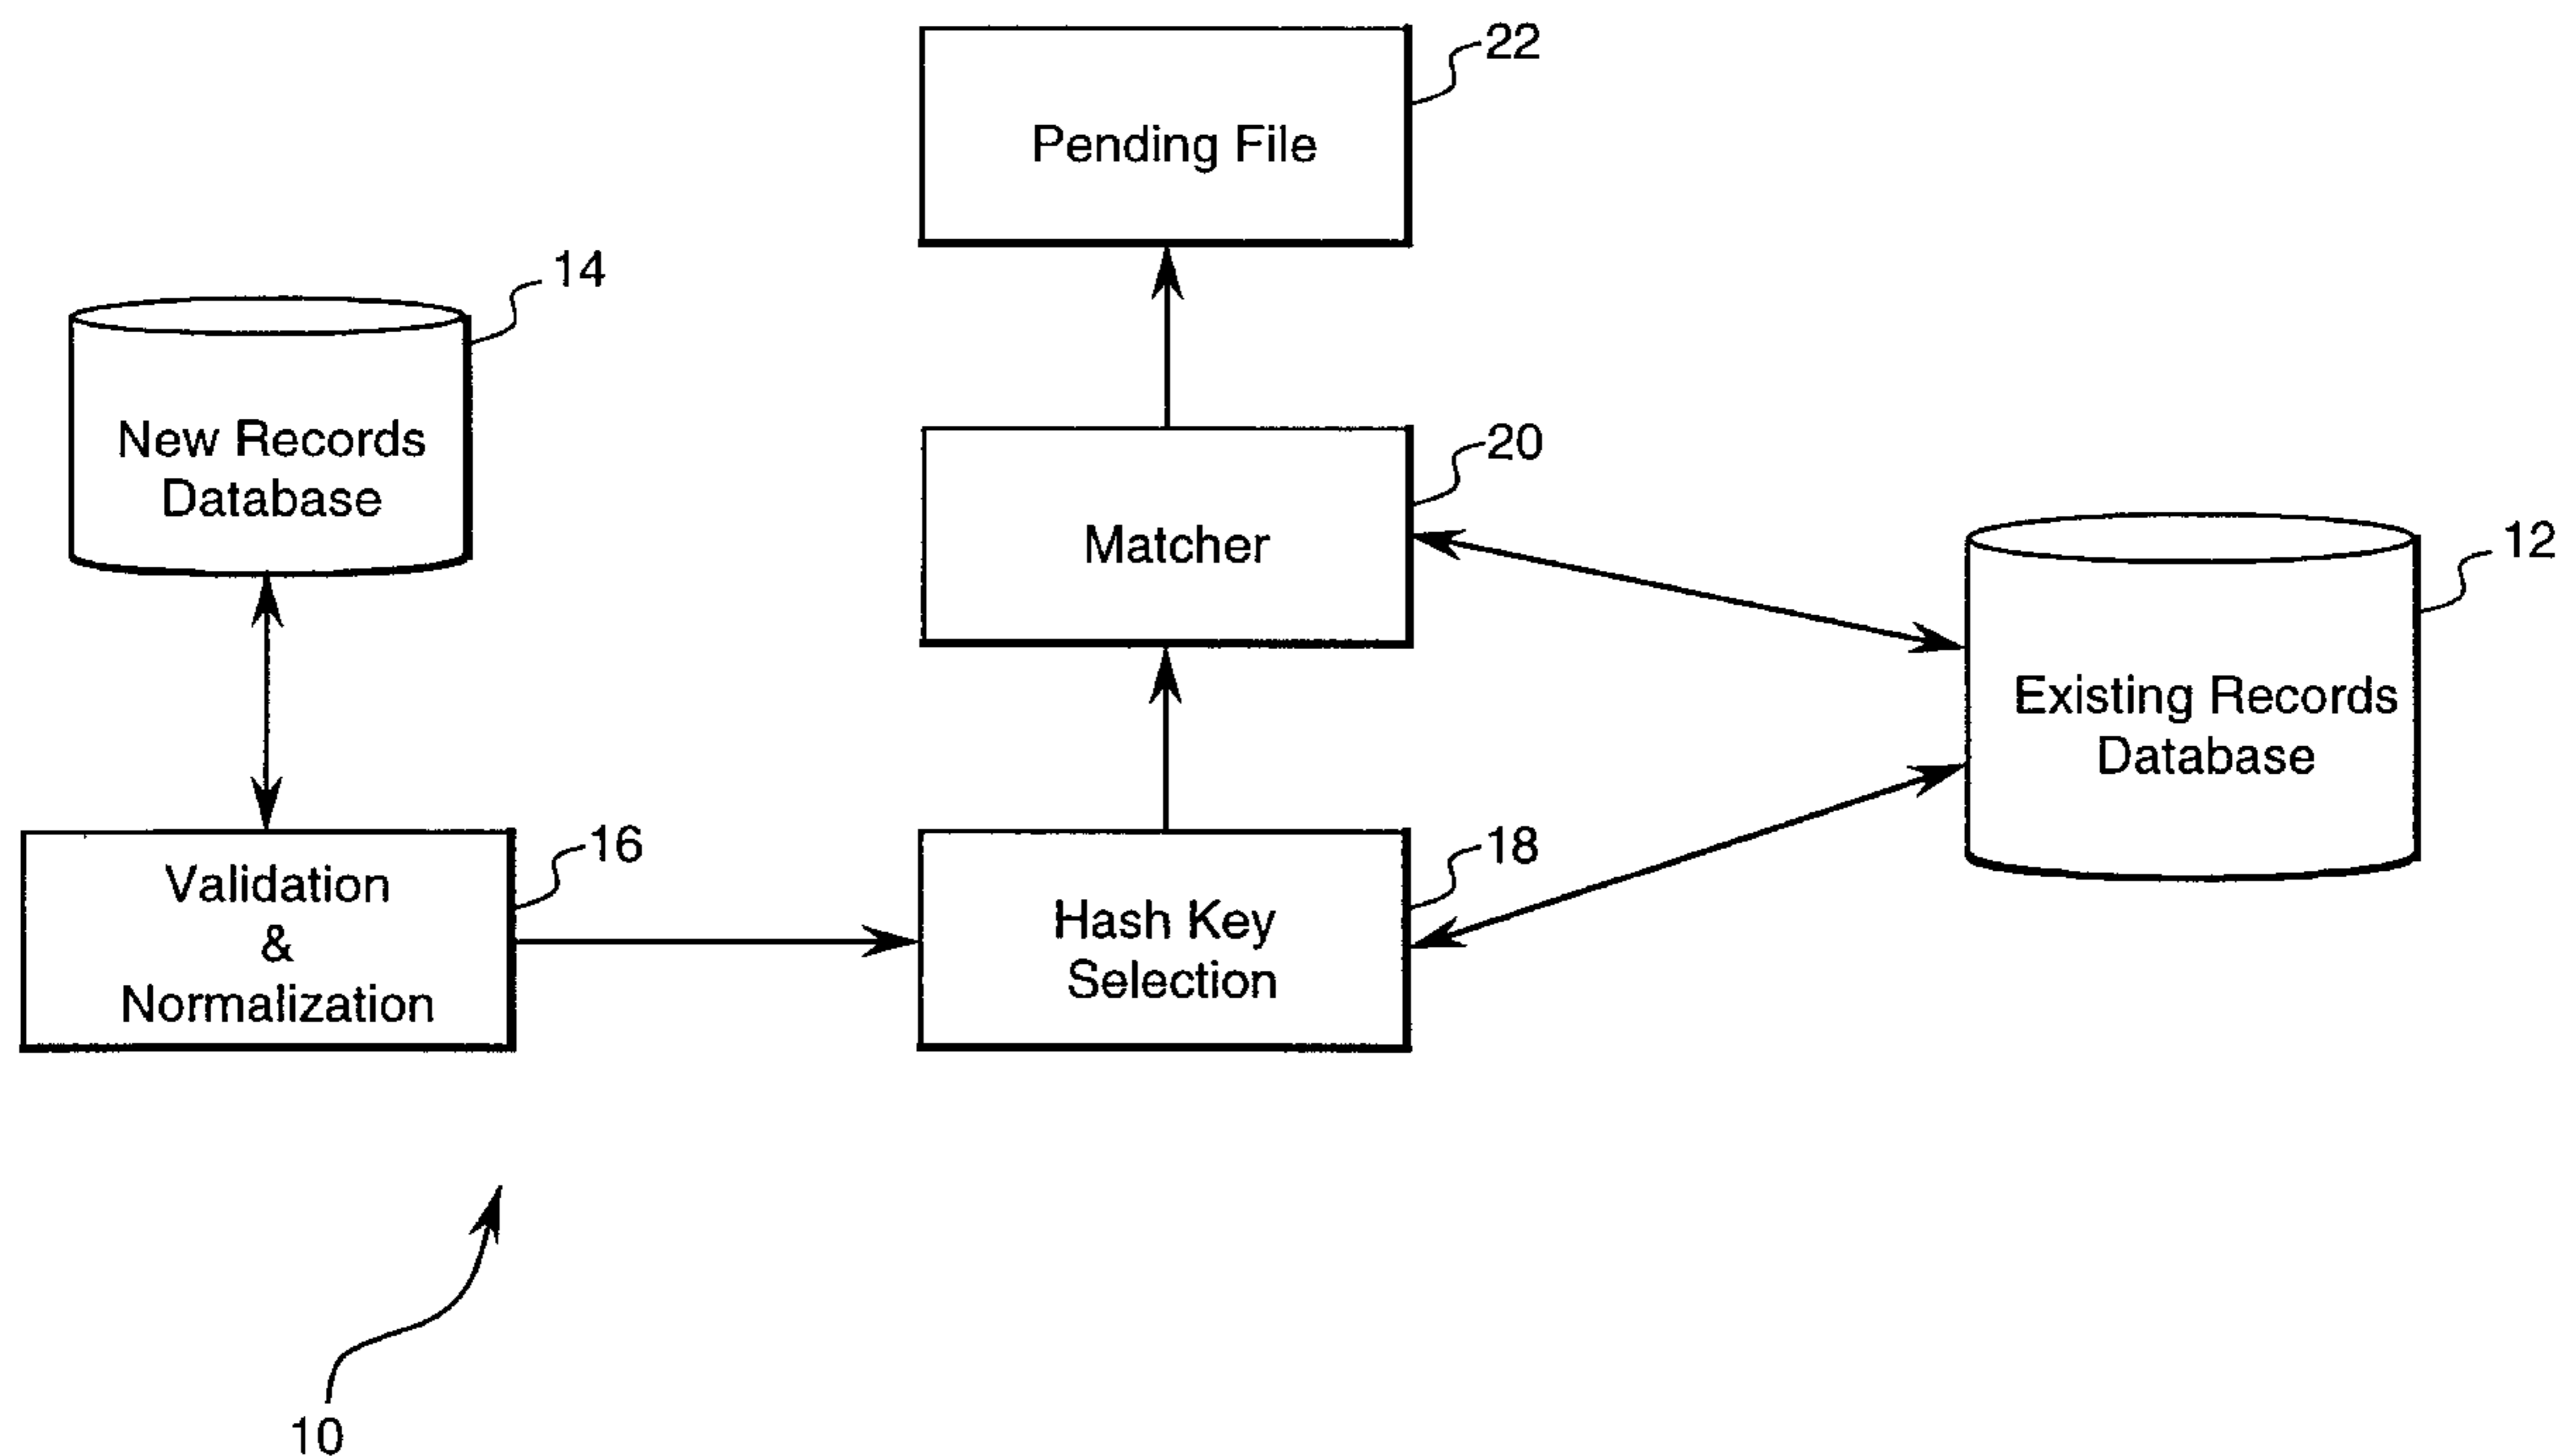 22
Pending File
14
New Records
Database
20
Matcher
12
Existing Records
Database
16
Validation
&
Normalization
18
Hash Key
Selection
10